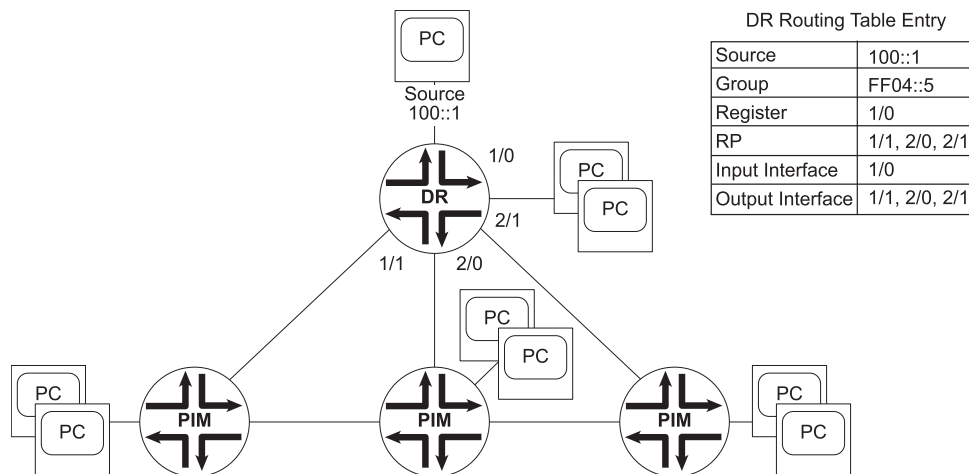 PC
Source
100::1
DR
1/0
2/1
1/1
2/0
PC
PC
PC
PC
PC
PC
PIM
PIM
PIM
PC
PC
DR Routing Table Entry
Source 100::1
Group FF04::5
Register 1/0
RP 1/1, 2/0, 2/1
Input Interface 1/0
Output Interface 1/1, 2/0, 2/1